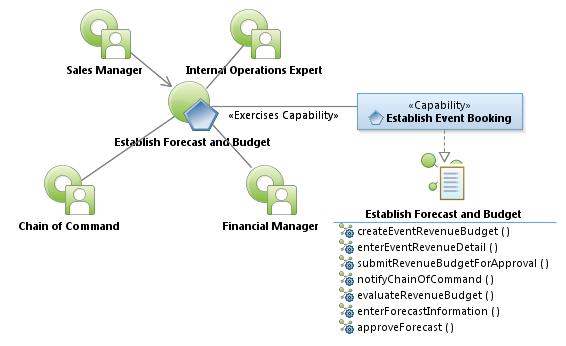 Sales Manager
Internal Operations Expert
«Exercises Capability»
«Capability»
Establish Event Booking
Establish Forecast and Budget
Chain of Command
Financial Manager
Establish Forecast and Budget
createEventRevenueBudget ( )
enterEventRevenueDetail ( )
submitRevenueBudgetForApproval ( )
notifyChainOfCommand ( )
evaluateRevenueBudget ( )
enterForecastInformation ( )
approveForecast ( )